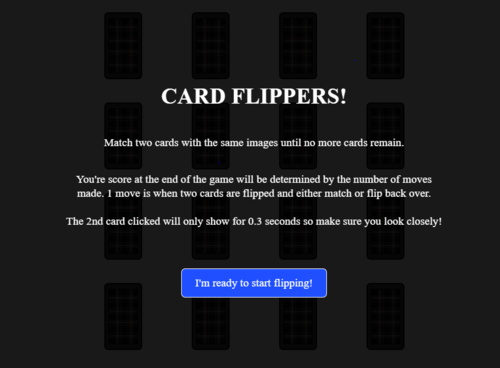 CARD FLIPPERS!
Match two cards with the same images until no more cards remain.
You're score at the end of the game will be determined by the number of moves
made. 1 move is when two cards are flipped and either match or flip back over.
The 2nd card clicked will only show for 0.3 seconds so make sure you look closely!
I'm ready to start flipping!